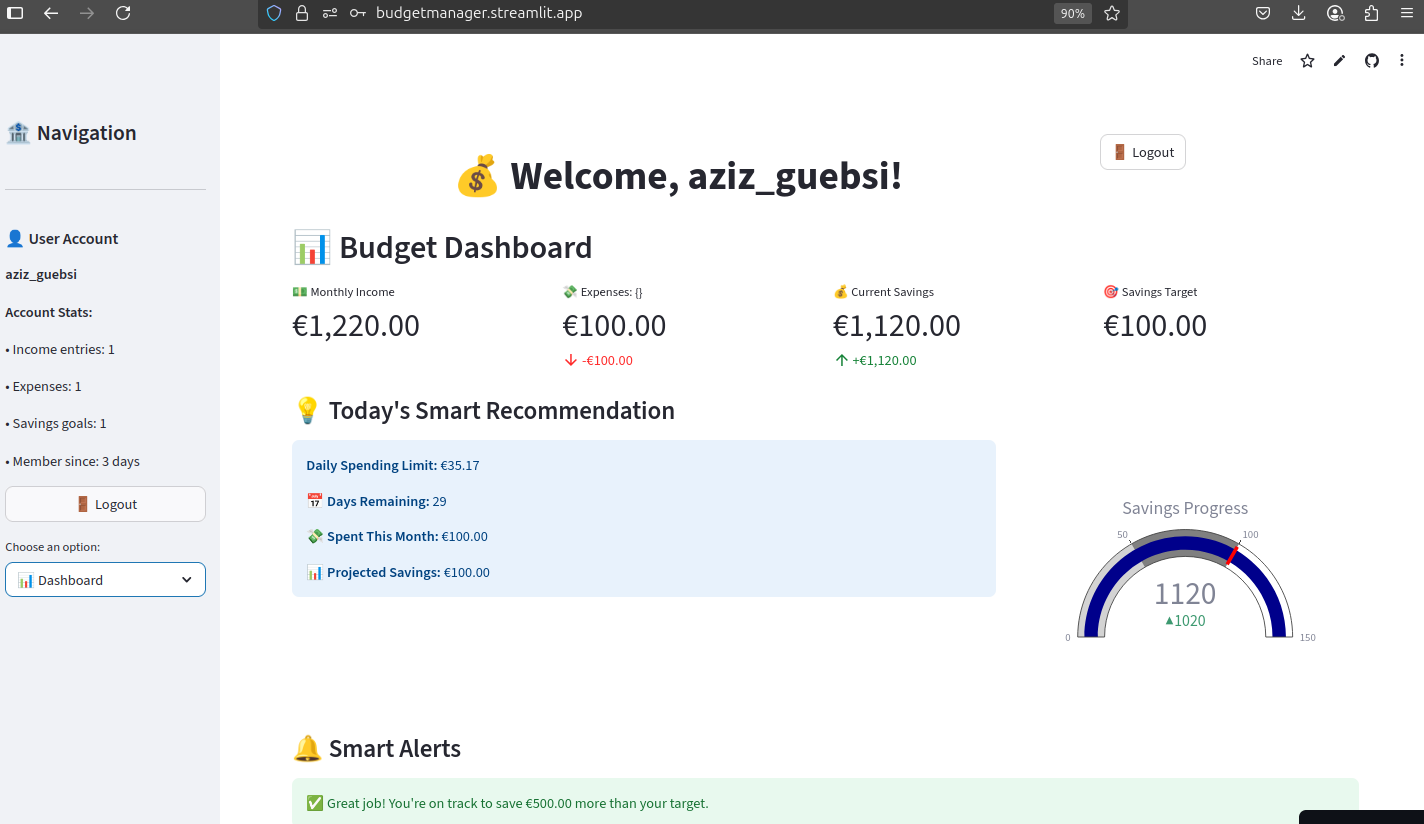 budgetmanager.streamlit.app
90%
Share
Navigation
User Account
aziz_guebsi
Account Stats:
• Income entries: 1
• Expenses: 1
• Savings goals: 1
• Member since: 3 days
Logout
Choose an option:
Dashboard
Welcome, aziz_guebsi!
Logout
Budget Dashboard
Monthly Income
€1,220.00
Expenses: {}
€100.00
-€100.00
Current Savings
€1,120.00
+€1,120.00
Savings Target
€100.00
Today's Smart Recommendation
Daily Spending Limit: €35.17
Days Remaining: 29
Spent This Month: €100.00
Projected Savings: €100.00
Savings Progress
0
50
100
150
1120
▲1020
Smart Alerts
Great job! You're on track to save €500.00 more than your target.